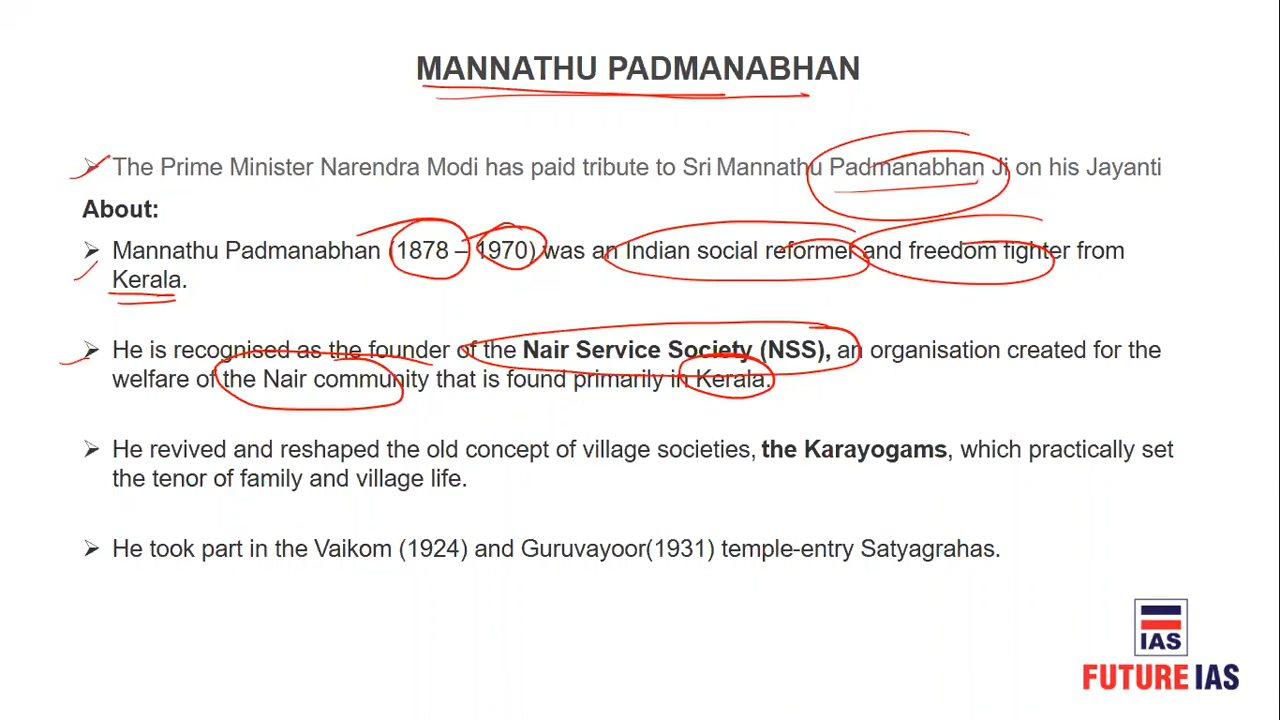 MANNATHU PADMANABHAN
➢ The Prime Minister Narendra Modi has paid tribute to Sri Mannathu Padmanabhan Ji on his Jayanti
About:
➢ Mannathu Padmanabhan (1878 – 1970) was an Indian social reformer and freedom fighter from
Kerala.
➢ He is recognised as the founder of the Nair Service Society (NSS), an organisation created for the
welfare of the Nair community that is found primarily in Kerala.
➢ He revived and reshaped the old concept of village societies, the Karayogams, which practically set
the tenor of family and village life.
➢ He took part in the Vaikom (1924) and Guruvayoor(1931) temple-entry Satyagrahas.
IAS
FUTURE IAS